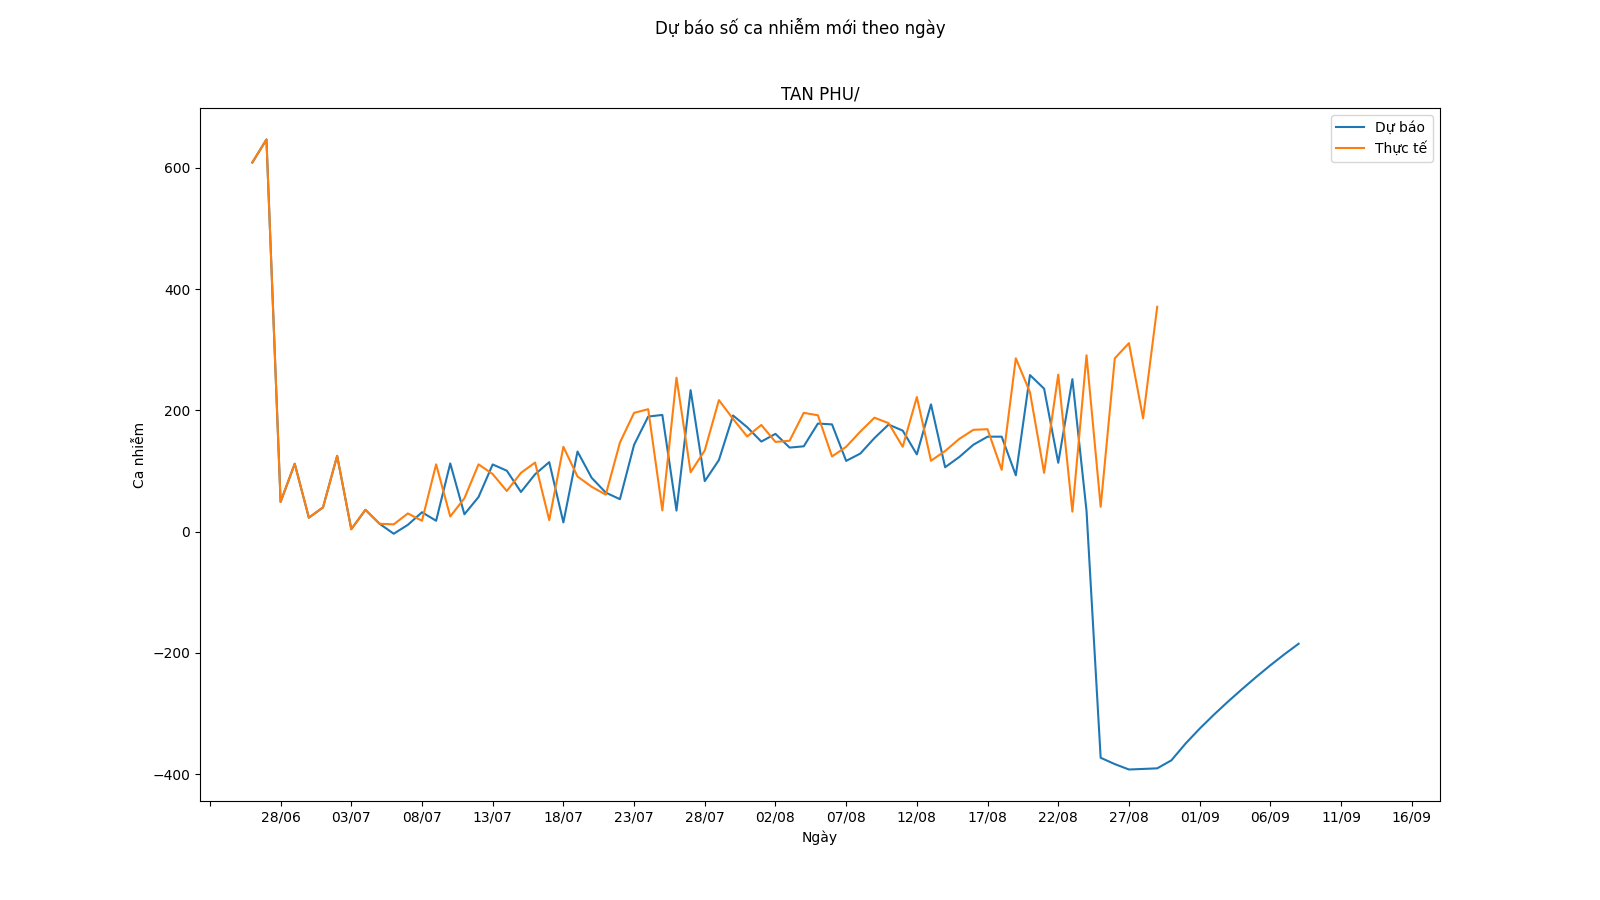 Dự báo số ca nhiễm mới theo ngày
TAN PHU/
Dự báo
Thực tế
600
400
200
0
−200
−400
Ca nhiễm
28/06 03/07 08/07 13/07 18/07 23/07 28/07 02/08 07/08 12/08 17/08 22/08 27/08 01/09 06/09 11/09 16/09
Ngày